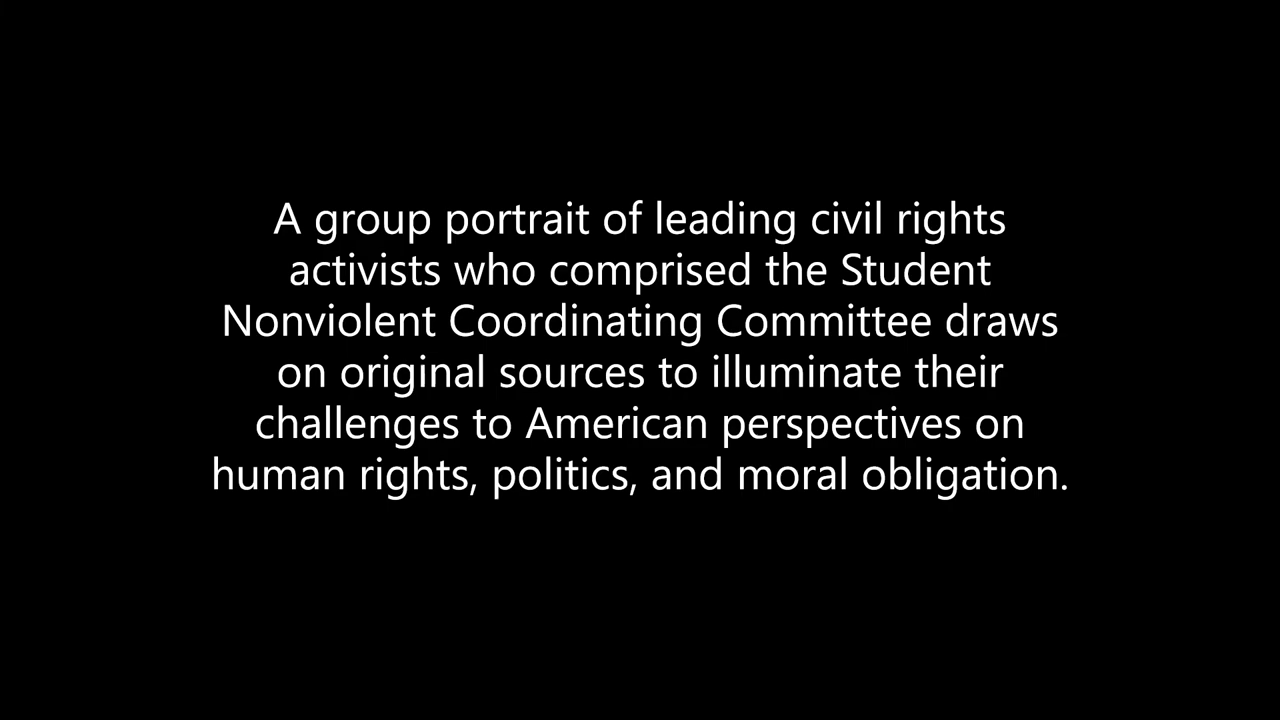 A group portrait of leading civil rights
activists who comprised the Student
Nonviolent Coordinating Committee draws
on original sources to illuminate their
challenges to American perspectives on
human rights, politics, and moral obligation.